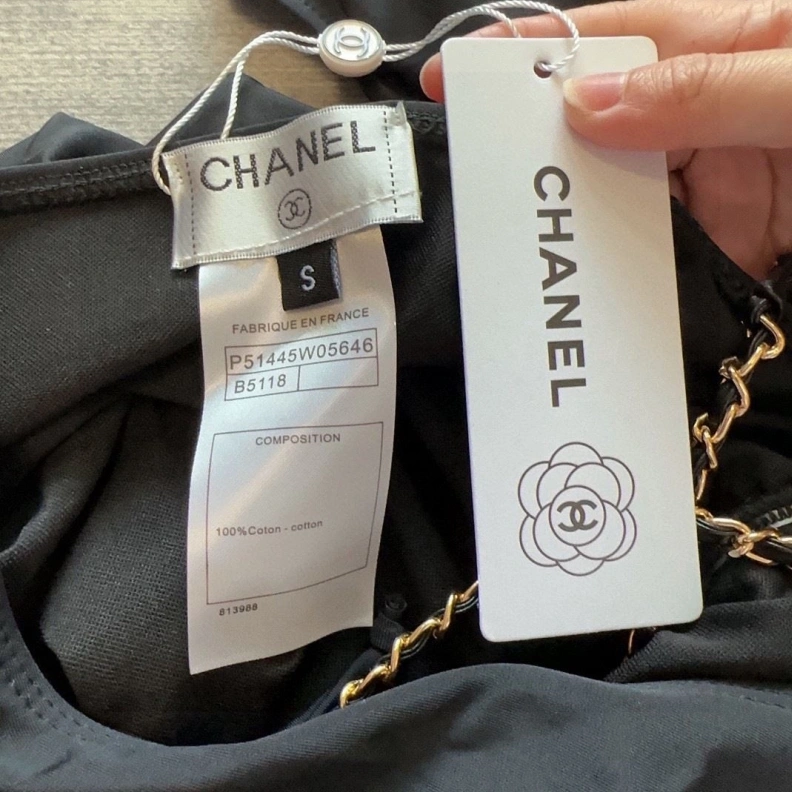 CHANEL
S
FABRIQUE EN FRANCE
P51445W05646
B5118
COMPOSITION
100%Coton - cotton
813988
CHANEL